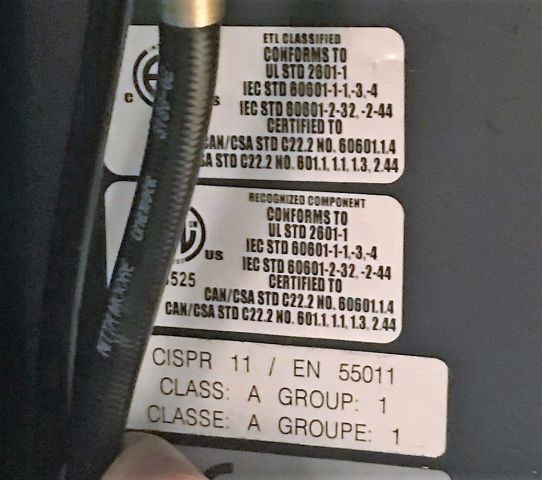 ETL CLASSIFIED
CONFORMS TO
UL STD 2601-1
IEC STD 60601-1-1,-3,-4
IEC STD 60601-2-32, -2-44
CERTIFIED TO
CAN/CSA STD C22.2 NO. 60601.1.4
SA STD C22.2 NO. 601.1, 1.1, 1.3, 2.44
C
S
RECOGNIZED COMPONENT
CONFORMS TO
UL STD 2601-1
IEC STD 60601-1-1,-3,-4
IEC STD 60601-2-32, -2-44
CERTIFIED TO
CAN/CSA STD C22.2 NO. 60601.1.4
CAN/CSA STD C22.2 NO. 601.1, 1.1, 1.3, 2.44
US
525
CISPR 11 / EN 55011
CLASS: A GROUP: 1
CLASSE: A GROUPE: 1